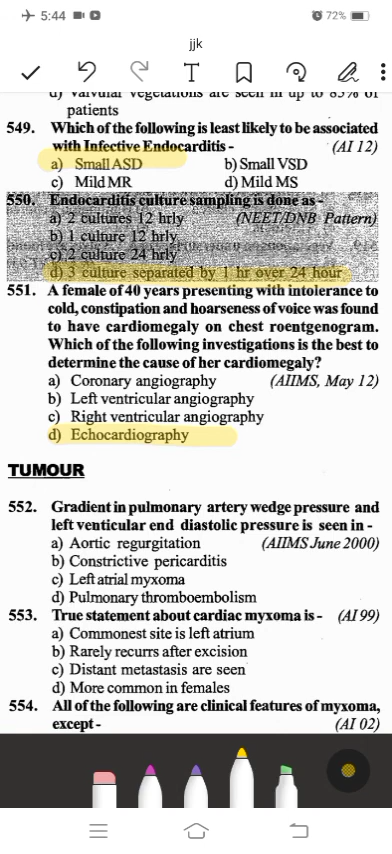 5:44
72%
jjk
T
d) valvular vegetations are seen in up to 85% of
patients
549. Which of the following is least likely to be associated
with Infective Endocarditis - (AI 12)
a) Small ASD b) Small VSD
c) Mild MR d) Mild MS
550. Endocarditis culture sampling is done as -
a) 2 cultures 12 hrly (NEET/DNB Pattern)
b) 1 culture 12 hrly
c) 2 culture 24 hrly
d) 3 culture separated by 1 hr over 24 hour
551. A female of 40 years presenting with intolerance to
cold, constipation and hoarseness of voice was found
to have cardiomegaly on chest roentgenogram.
Which of the following investigations is the best to
determine the cause of her cardiomegaly?
a) Coronary angiography (AIIMS, May 12)
b) Left ventricular angiography
c) Right ventricular angiography
d) Echocardiography
TUMOUR
552. Gradient in pulmonary artery wedge pressure and
left venticular end diastolic pressure is seen in -
a) Aortic regurgitation (AIIMS June 2000)
b) Constrictive pericarditis
c) Left atrial myxoma
d) Pulmonary thromboembolism
553. True statement about cardiac myxoma is - (AI 99)
a) Commonest site is left atrium
b) Rarely recurrs after excision
c) Distant metastasis are seen
d) More common in females
554. All of the following are clinical features of myxoma,
except - (AI 02)